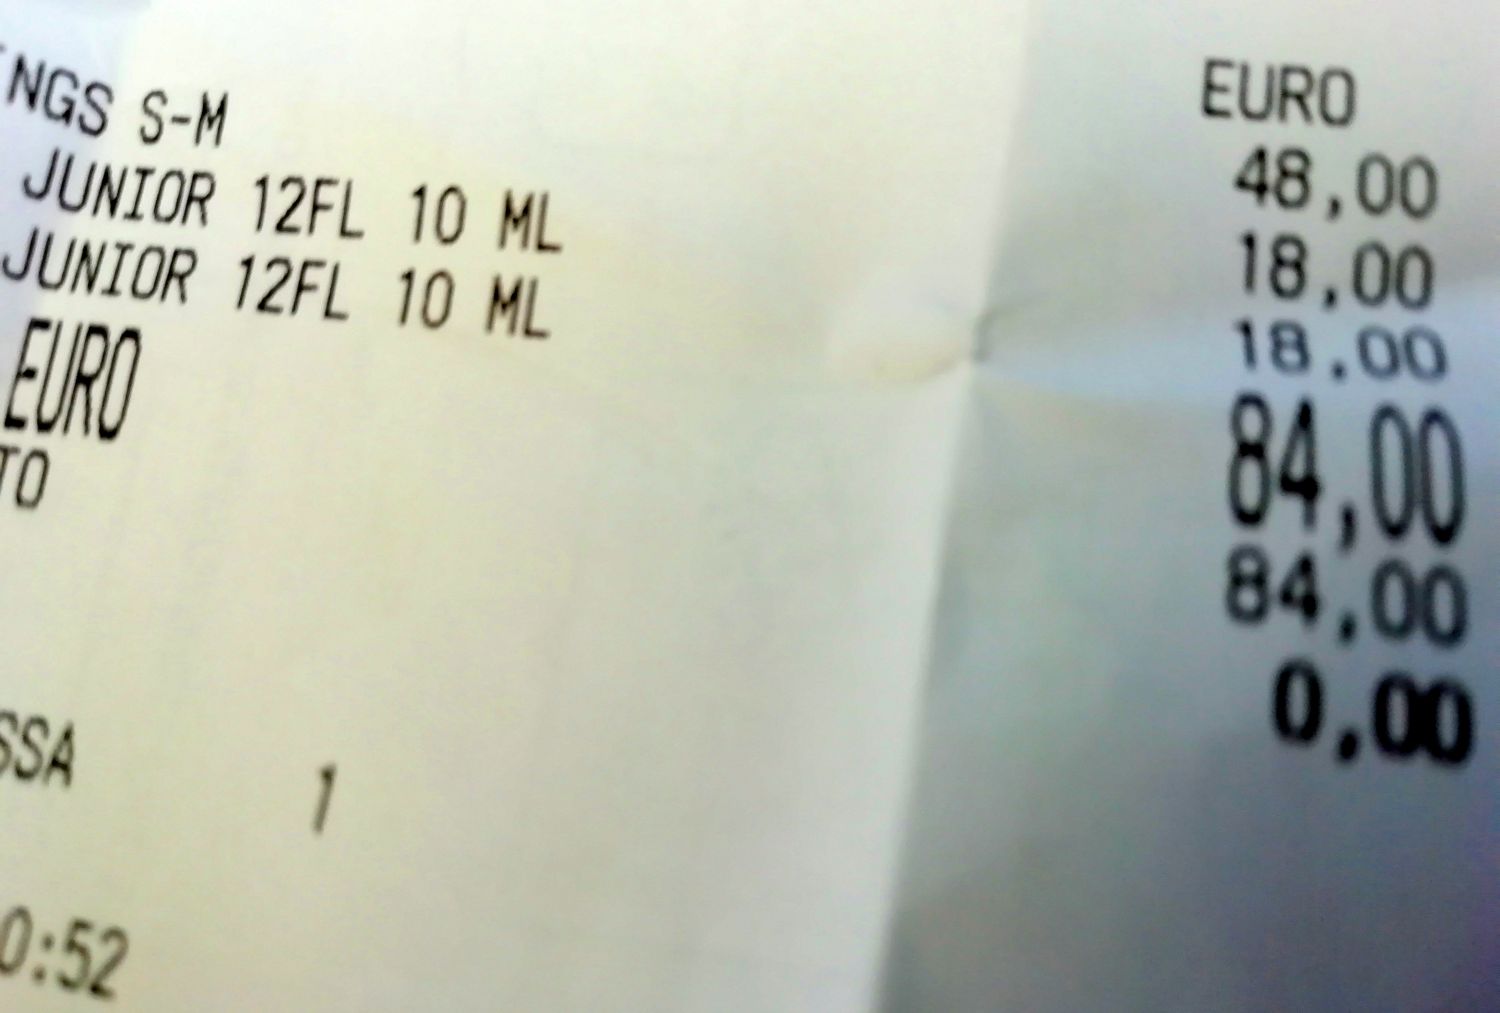 EURO
NGS S-M 48,00
JUNIOR 12FL 10 ML 18,00
JUNIOR 12FL 10 ML 18,00
EURO 84,00
TO 84,00
0,00
SSA 1
0:52